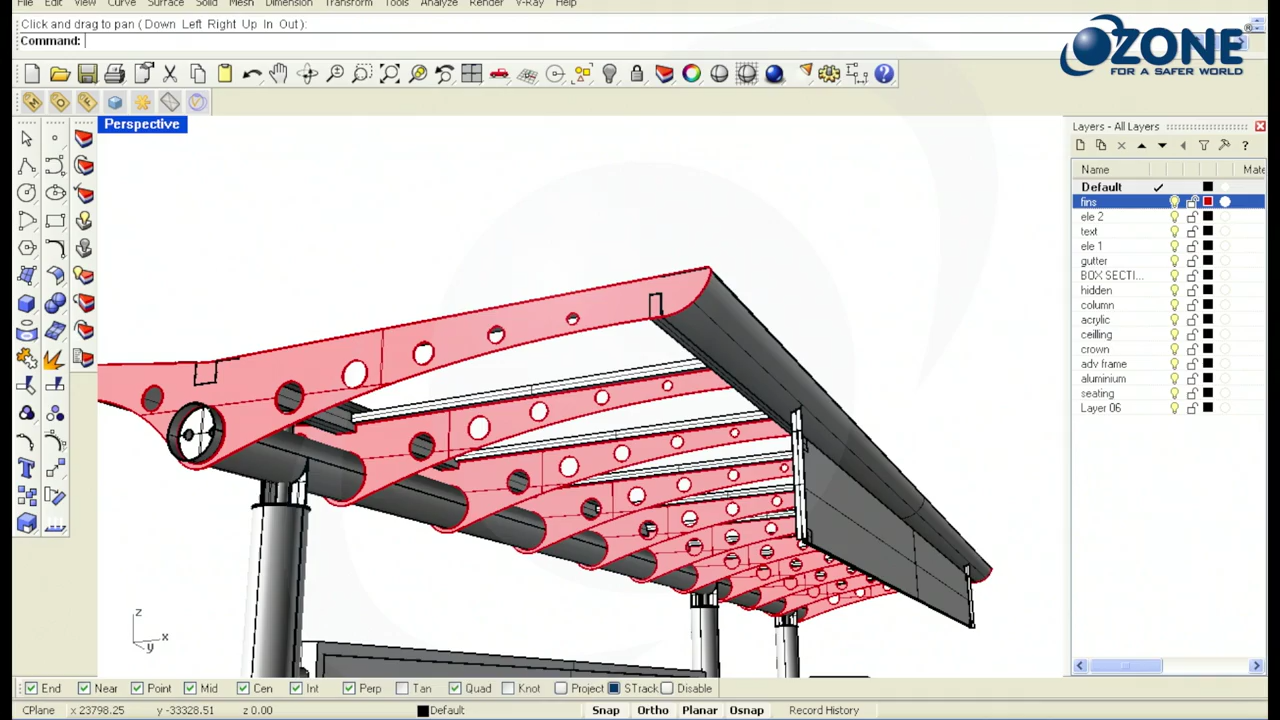 File Edit View Curve Surface Solid Mesh Dimension Transform Tools Analyze Render V-Ray Help
Click and drag to pan ( Down Left Right Up In Out ):
Command:
OZONE
®
FOR A SAFER WORLD
Perspective
Layers - All Layers
Name Mate
Default
fins
ele 2
text
ele 1
gutter
BOX SECTI...
hidden
column
acrylic
ceilling
crown
adv frame
aluminium
seating
Layer 06
z
x
y
End Near Point Mid Cen Int Perp Tan Quad Knot Project STrack Disable
CPlane x 23798.25 y -33328.51 z 0.00 Default Snap Ortho Planar Osnap Record History